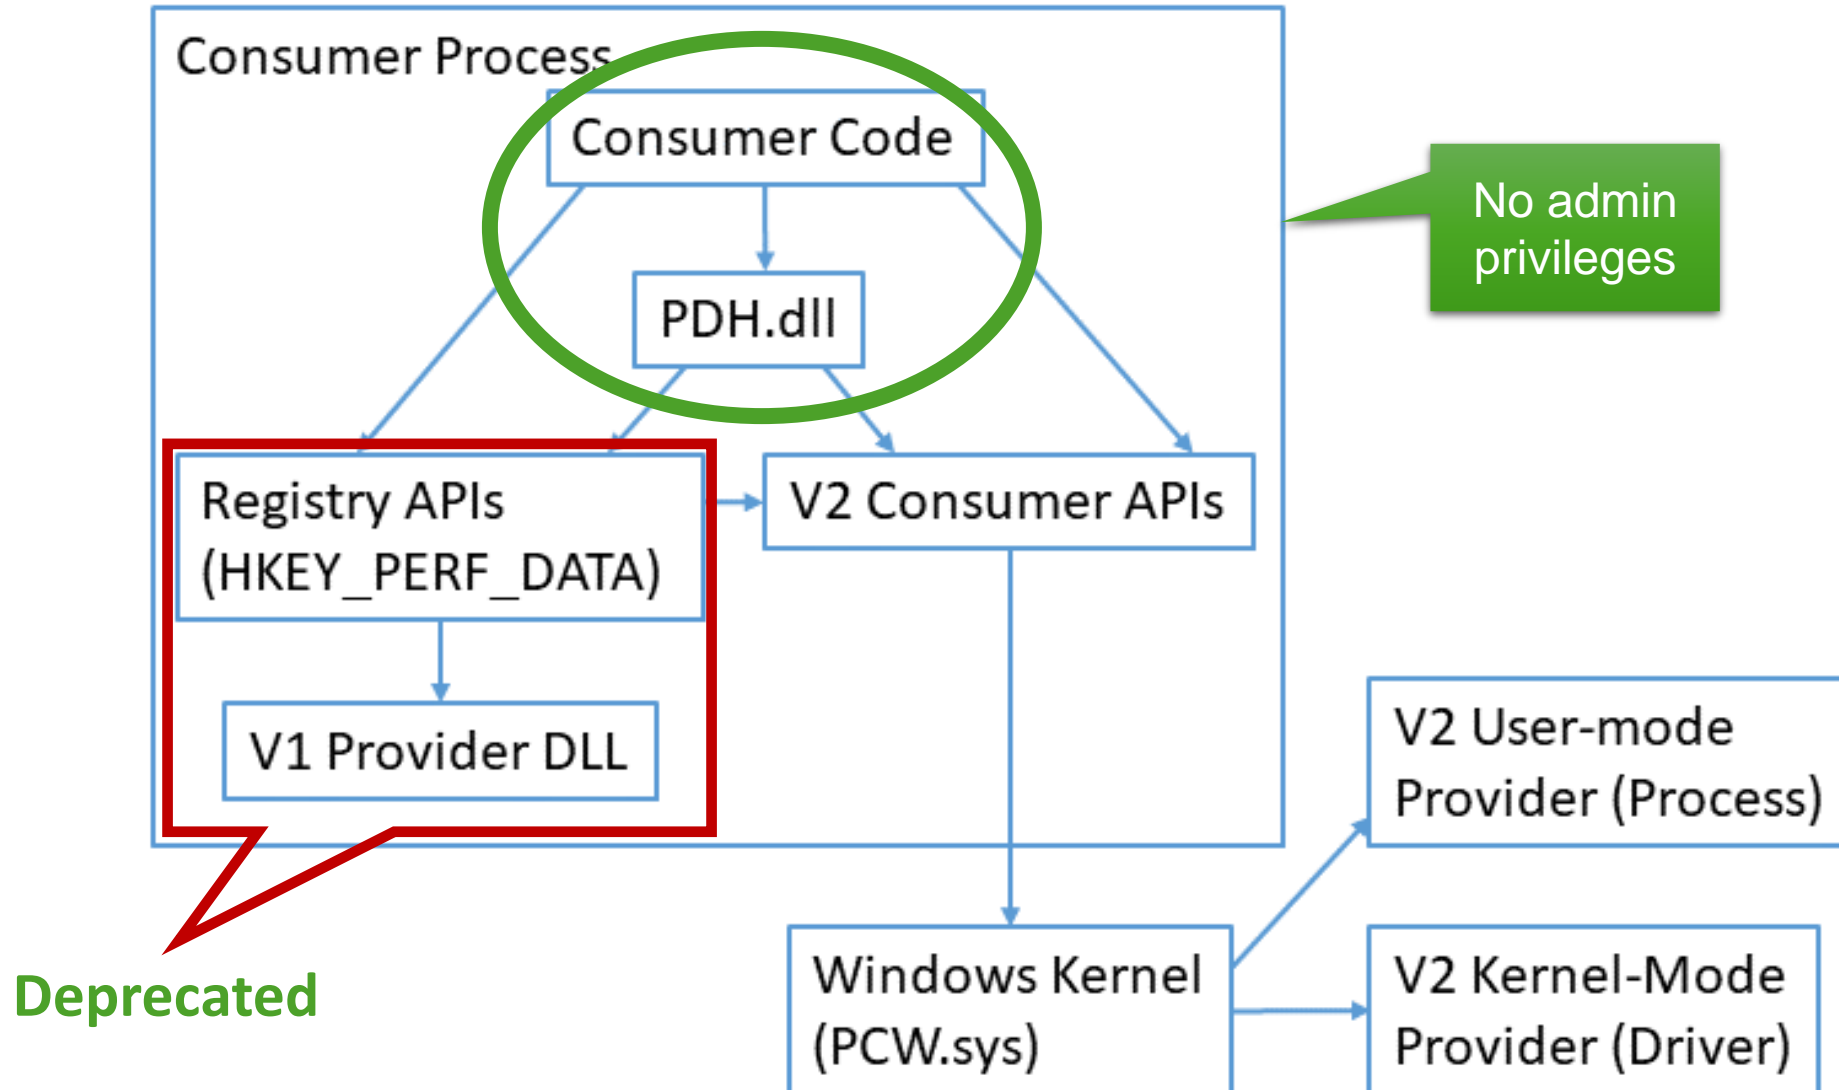 Consumer Process
Consumer Code
No admin
privileges
PDH.dll
Registry APIs
(HKEY_PERF_DATA)
V2 Consumer APIs
V1 Provider DLL
V2 User-mode
Provider (Process)
Deprecated
Windows Kernel
(PCW.sys)
V2 Kernel-Mode
Provider (Driver)